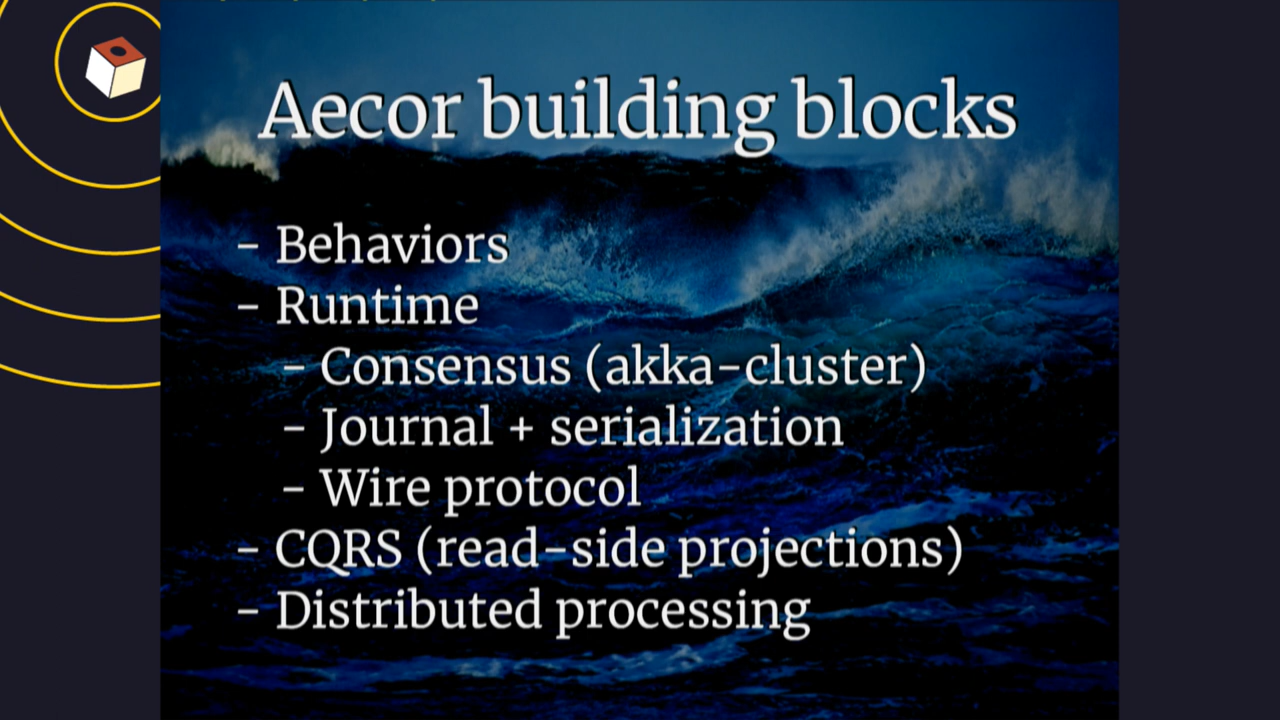 Aecor building blocks
- Behaviors
- Runtime
- Consensus (akka-cluster)
- Journal + serialization
- Wire protocol
- CQRS (read-side projections)
- Distributed processing